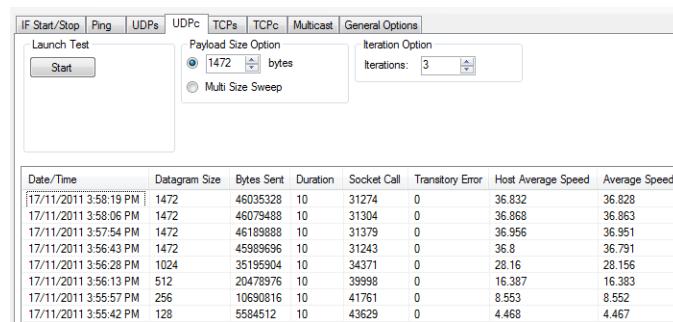 IF Start/Stop Ping UDPs UDPc TCPs TCPc Multicast General Options
Launch Test Payload Size Option Iteration Option
Start 1472 bytes Iterations: 3
Multi Size Sweep
Date/Time Datagram Size Bytes Sent Duration Socket Call Transitory Error Host Average Speed Average Speed
17/11/2011 3:58:19 PM 1472 46035328 10 31274 0 36.832 36.828
17/11/2011 3:58:06 PM 1472 46079488 10 31304 0 36.868 36.863
17/11/2011 3:57:54 PM 1472 46189888 10 31379 0 36.956 36.951
17/11/2011 3:56:43 PM 1472 45989696 10 31243 0 36.8 36.791
17/11/2011 3:56:28 PM 1024 35195904 10 34371 0 28.16 28.156
17/11/2011 3:56:13 PM 512 20478976 10 39998 0 16.387 16.383
17/11/2011 3:55:57 PM 256 10690816 10 41761 0 8.553 8.552
17/11/2011 3:55:42 PM 128 5584512 10 43629 0 4.468 4.467